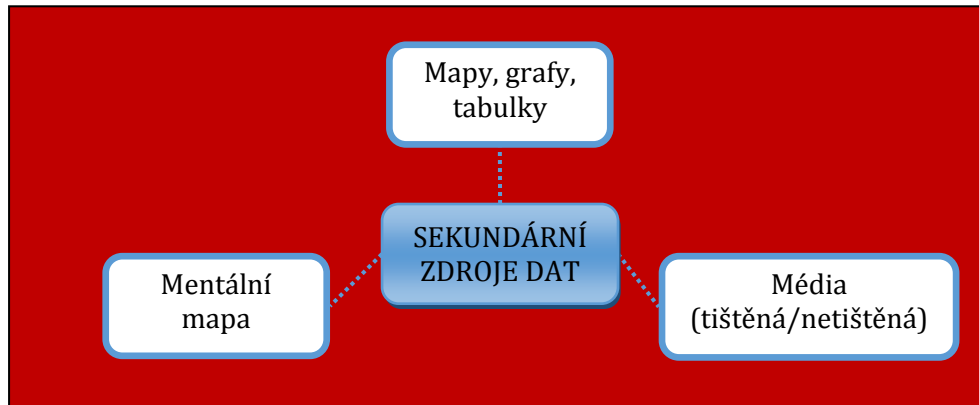 Mapy, grafy,
tabulky
SEKUNDÁRNÍ
ZDROJE DAT
Mentální
mapa
Média
(tištěná/netištěná)